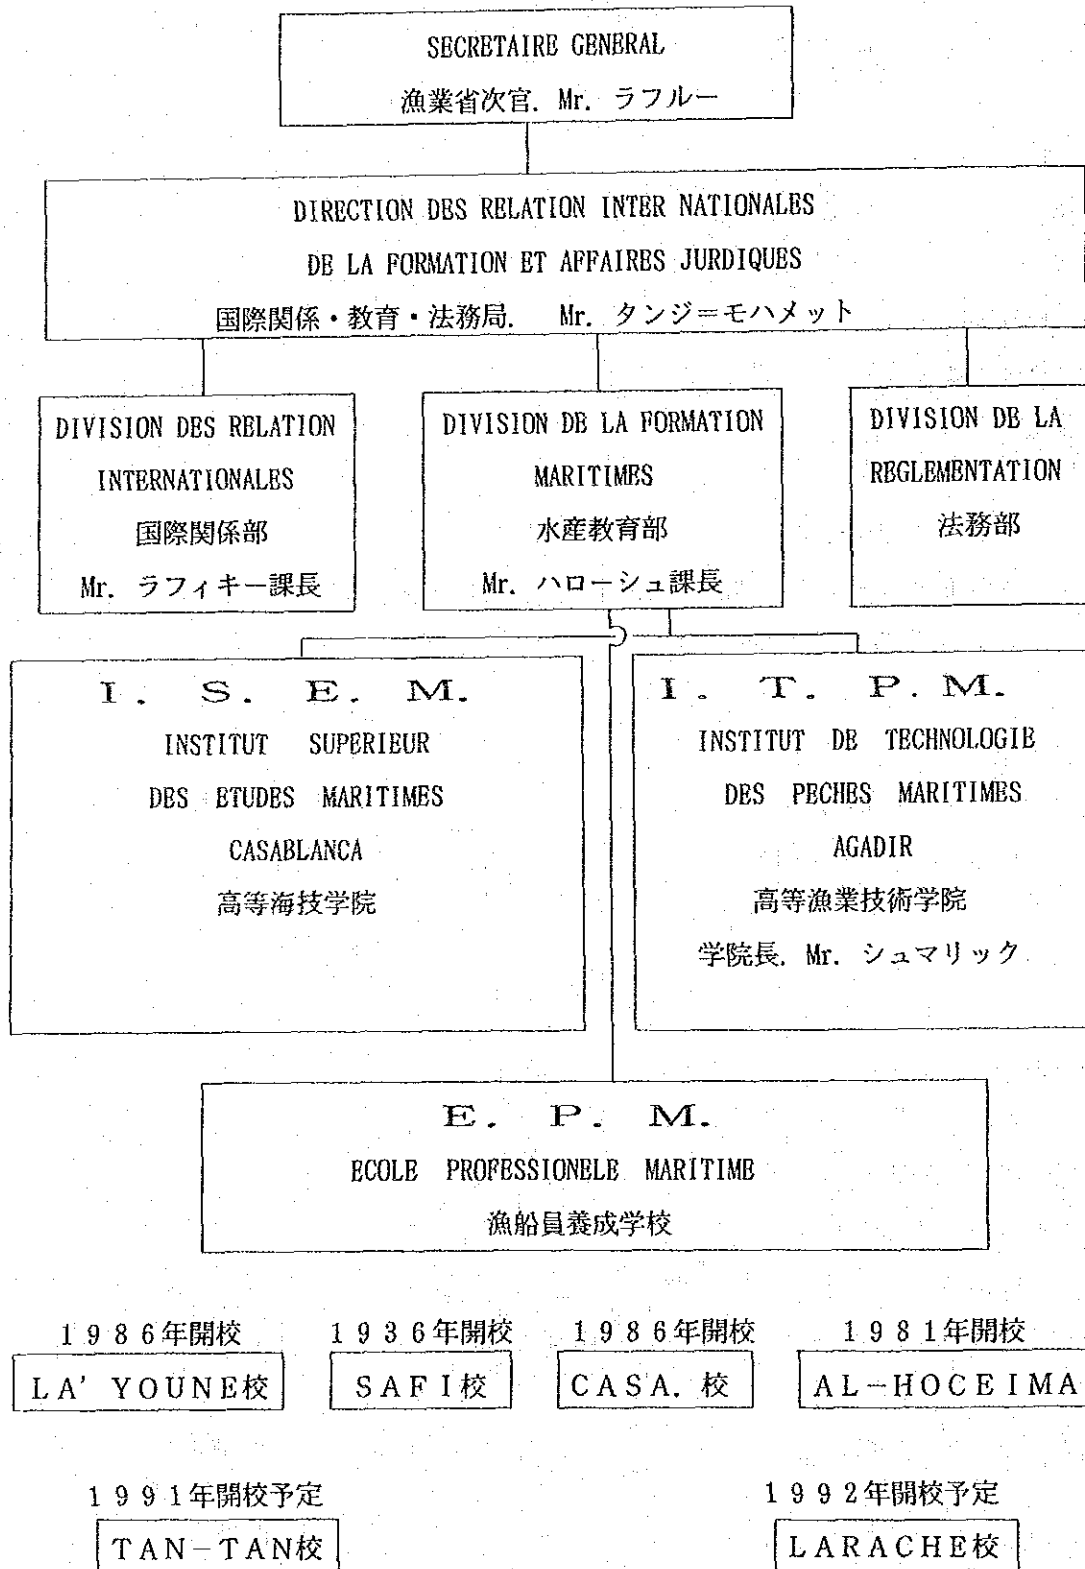 SECRETAIRE GENERAL
漁業省次官. Mr. ラフルー
DIRECTION DES RELATION INTER NATIONALES
DE LA FORMATION ET AFFAIRES JURDIQUES
国際関係・教育・法務局. Mr. タンジ=モハメット
DIVISION DES RELATION
INTERNATIONALES
国際関係部
Mr. ラフィキー課長
DIVISION DE LA FORMATION
MARITIMES
水産教育部
Mr. ハローシュ課長
DIVISION DE LA
REGLEMENTATION
法務部
I. S. E. M.
INSTITUT SUPERIEUR
DES ETUDES MARITIMES
CASABLANCA
高等海技学院
I. T. P. M.
INSTITUT DE TECHNOLOGIE
DES PECHES MARITIMES
AGADIR
高等漁業技術学院
学院長. Mr. シュマリック
E. P. M.
ECOLE PROFESSIONELE MARITIME
漁船員養成学校
1986年開校
LA' YOUNE校
1936年開校
SAFI校
1986年開校
CASA. 校
1981年開校
AL-HOCEIMA
1991年開校予定
TAN-TAN校
1992年開校予定
LARACHE校